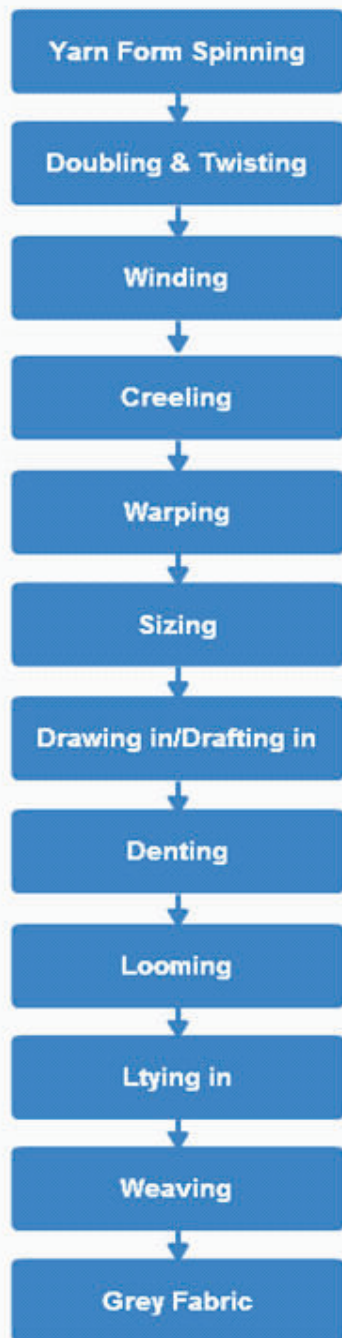 Yarn Form Spinning
Doubling & Twisting
Winding
Creeling
Warping
Sizing
Drawing in/Drafting in
Denting
Looming
Ltying in
Weaving
Grey Fabric